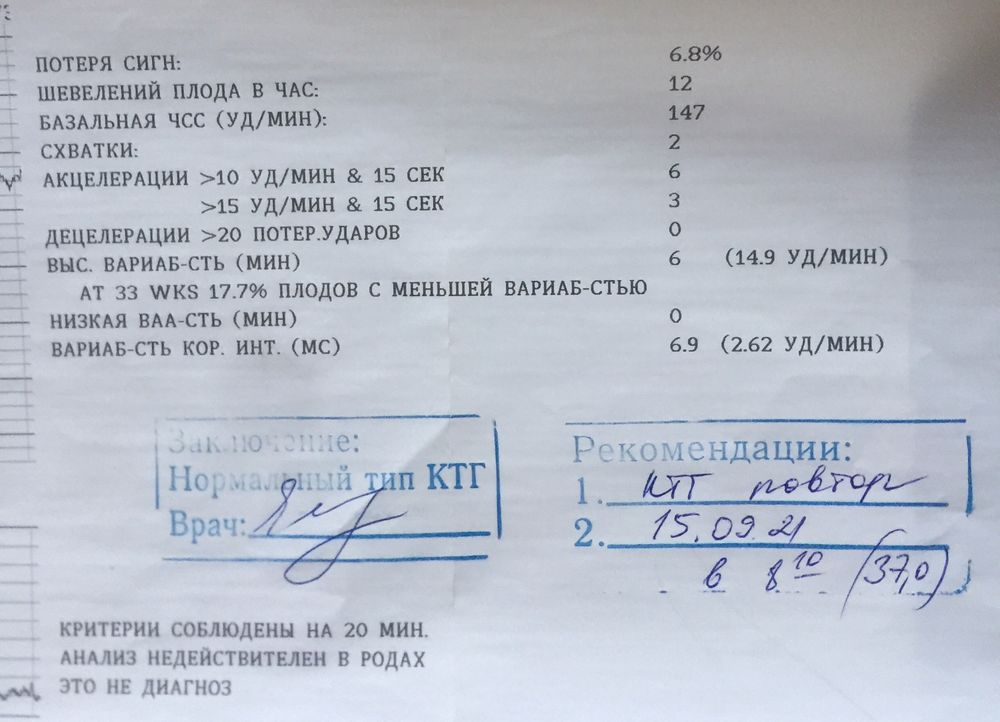 ПОТЕРЯ СИГН: 6.8%
ШЕВЕЛЕНИЙ ПЛОДА В ЧАС: 12
БАЗАЛЬНАЯ ЧСС (УД/МИН): 147
СХВАТКИ: 2
АКЦЕЛЕРАЦИИ >10 УД/МИН & 15 СЕК 6
>15 УД/МИН & 15 СЕК 3
ДЕЦЕЛЕРАЦИИ >20 ПОТЕР.УДАРОВ 0
ВЫС. ВАРИАБ-СТЬ (МИН) 6 (14.9 УД/МИН)
АТ 33 WKS 17.7% ПЛОДОВ С МЕНЬШЕЙ ВАРИАБ-СТЬЮ
НИЗКАЯ ВАА-СТЬ (МИН) 0
ВАРИАБ-СТЬ КОР. ИНТ. (МС) 6.9 (2.62 УД/МИН)
Заключение:
Нормальный тип КТГ
Врач:
Рекомендации:
1. КТГ повтор
2. 15.09.21
в 8 10 (37,0)
КРИТЕРИИ СОБЛЮДЕНЫ НА 20 МИН.
АНАЛИЗ НЕДЕЙСТВИТЕЛЕН В РОДАХ
ЭТО НЕ ДИАГНОЗ